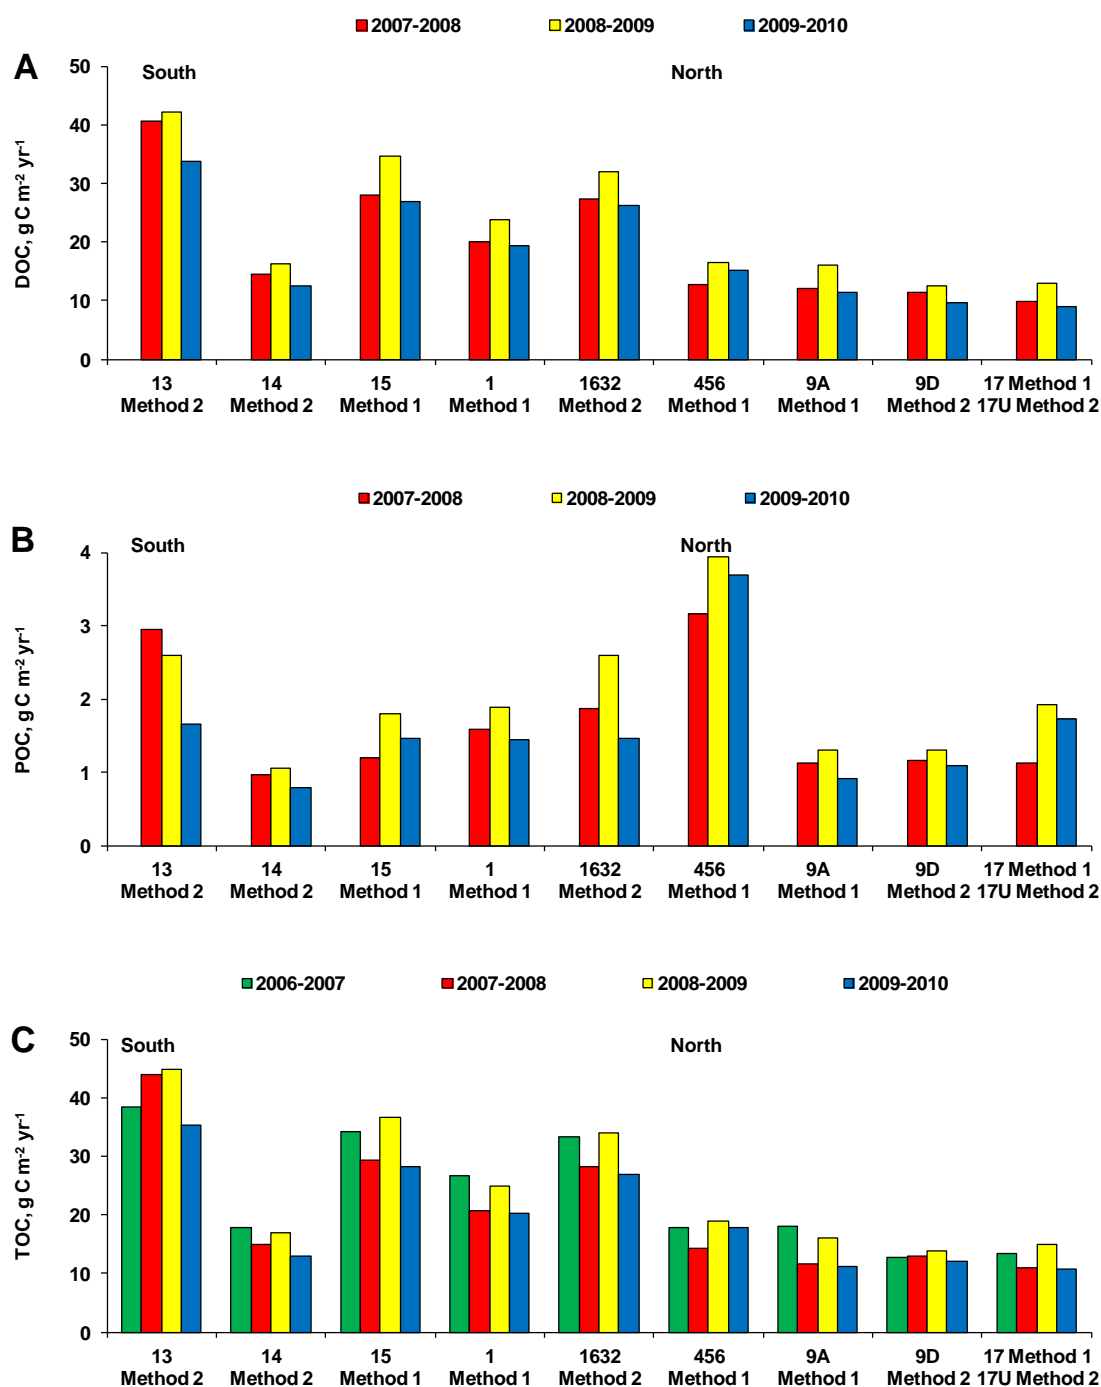 2007-2008 2008-2009 2009-2010
A
South North
DOC, g C m-2 yr-1
50
40
30
20
10
0
13 14 15 1 1632 456 9A 9D 17 Method 1
Method 2 Method 2 Method 1 Method 1 Method 2 Method 1 Method 1 Method 2 17U Method 2
2007-2008 2008-2009 2009-2010
B
South North
POC, g C m-2 yr-1
4
3
2
1
0
13 14 15 1 1632 456 9A 9D 17 Method 1
Method 2 Method 2 Method 1 Method 1 Method 2 Method 1 Method 1 Method 2 17U Method 2
2006-2007 2007-2008 2008-2009 2009-2010
C
South North
TOC, g C m-2 yr-1
50
40
30
20
10
0
13 14 15 1 1632 456 9A 9D 17 Method 1
Method 2 Method 2 Method 1 Method 1 Method 2 Method 1 Method 1 Method 2 17U Method 2